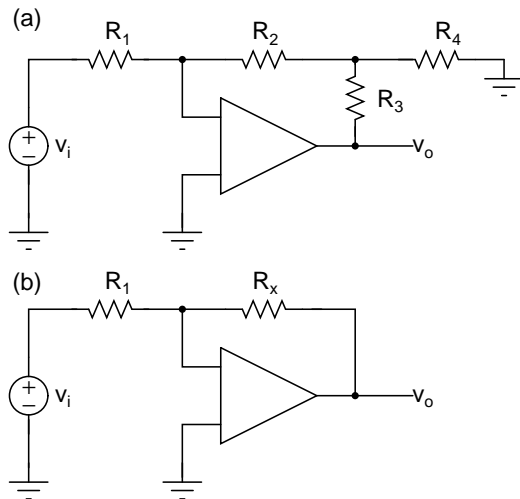 (a)
R₁ R₂ R₄
R₃
+
−
vᵢ
vₒ
(b)
R₁ Rₓ
+
−
vᵢ
vₒ